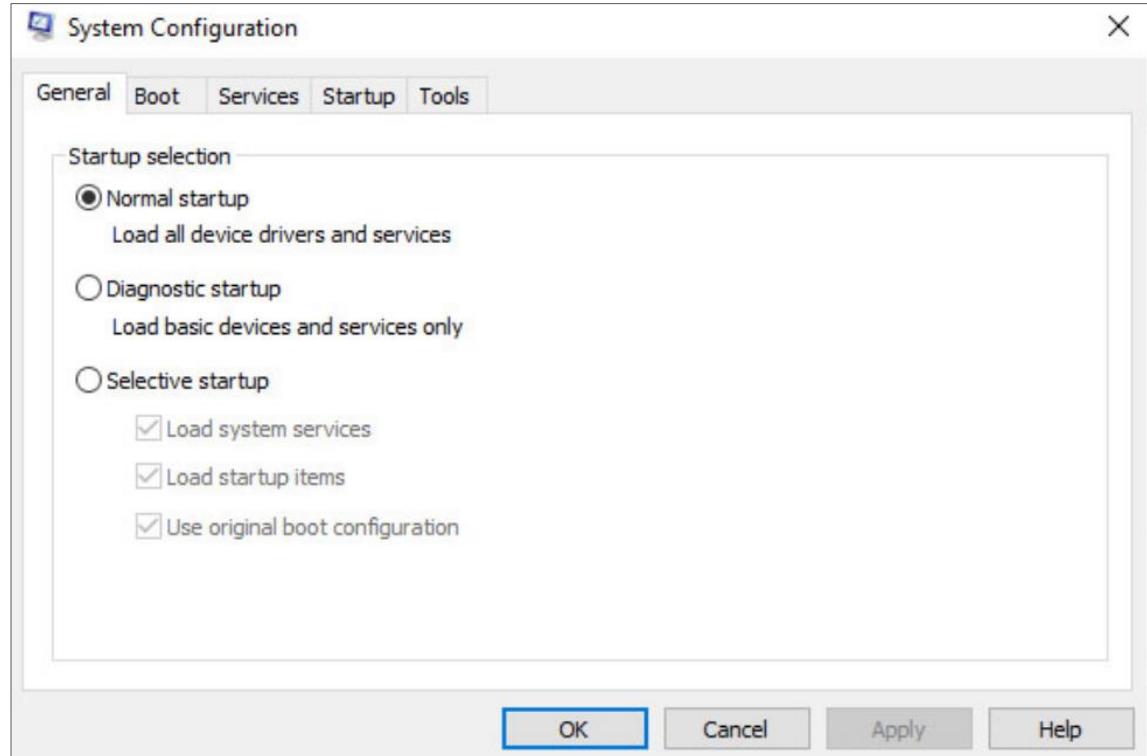 System Configuration
General Boot Services Startup Tools
Startup selection
Normal startup
Load all device drivers and services
Diagnostic startup
Load basic devices and services only
Selective startup
Load system services
Load startup items
Use original boot configuration
OK Cancel Apply Help